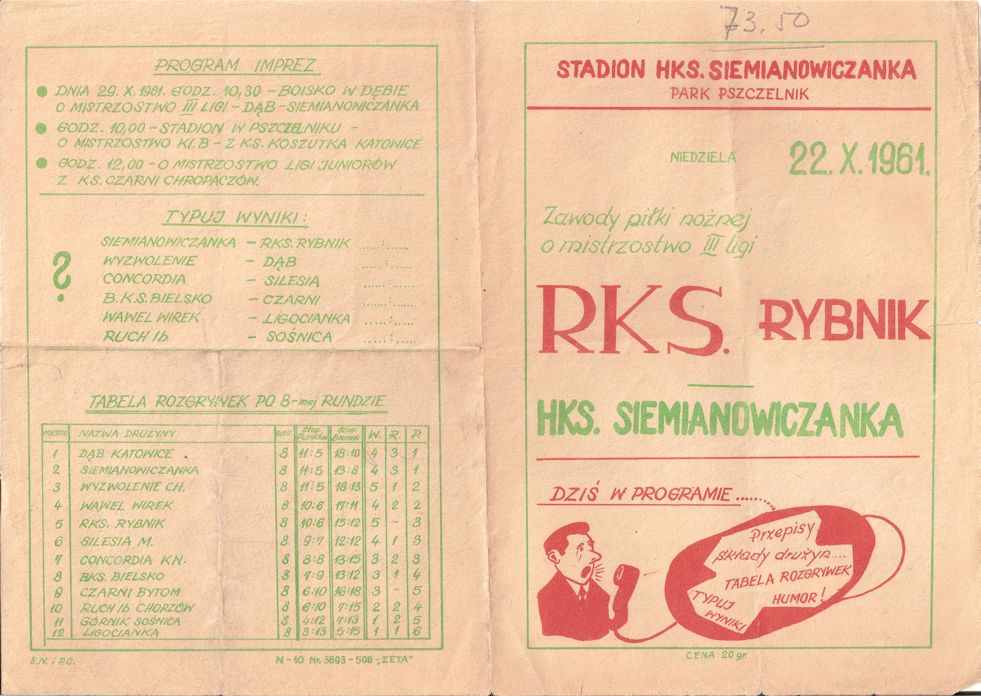 PROGRAM IMPREZ
● DNIA 29. X. 1961. GODZ. 10,30 – BOISKO W DĘBIE
O MISTRZOSTWO III LIGI – DĄB – SIEMIANOWICZANKA
● GODZ. 10,00 – STADION W PSZCZELNIKU –
O MISTRZOSTWO Kl. B – Z K.S. KOSZUTKA KATOWICE
● GODZ. 12,00 – O MISTRZOSTWO LIGI JUNIORÓW
Z KS. CZARNI CHROPACZÓW.
TYPUJ WYNIKI:
?
SIEMIANOWICZANKA – RKS. RYBNIK .....:.....
WYZWOLENIE – DĄB .....:.....
CONCORDIA – SILESIA .....:.....
B.K.S. BIELSKO – CZARNI .....:.....
WAWEL WIREK – LIGOCIANKA .....:.....
RUCH Ib – SOŚNICA .....:.....
TABELA ROZGRYWEK PO 8-mej RUNDZIE
MIEJSCE NAZWA DRUŻYNY GIER Stos. Punktów Stos. Bramek W. R. P.
1 DĄB KATOWICE 8 11:5 18:10 4 3 1
2 SIEMIANOWICZANKA 8 11:5 13:8 4 3 1
3 WYZWOLENIE CH. 8 11:5 18:13 5 1 2
4 WAWEL WIREK 8 10:6 17:11 4 2 2
5 RKS. RYBNIK 8 10:6 15:12 5 – 3
6 SILESIA M. 8 9:7 12:12 4 1 3
7 CONCORDIA KN. 8 8:8 13:15 3 2 3
8 BKS. BIELSKO 8 7:9 13:12 3 1 4
9 CZARNI BYTOM 8 6:10 16:18 3 – 5
10 RUCH Ib CHORZÓW 8 6:10 7:15 2 2 4
11 GÓRNIK SOŚNICA 8 4:12 7:13 1 2 5
12 LIGOCIANKA 8 3:13 5:15 1 1 6
S.N. i P.C. N-10 Nr. 3893-500 „ZETA"
73.50
STADION HKS. SIEMIANOWICZANKA
PARK PSZCZELNIK
NIEDZIELA 22. X. 1961.
Zawody piłki nożnej
o mistrzostwo III ligi
RKS. RYBNIK
—
HKS. SIEMIANOWICZANKA
DZIŚ W PROGRAMIE..........
Przepisy
składy drużyn....
TABELA ROZGRYWEK
HUMOR!
TYPUJ
WYNIKI
CENA 20 gr.